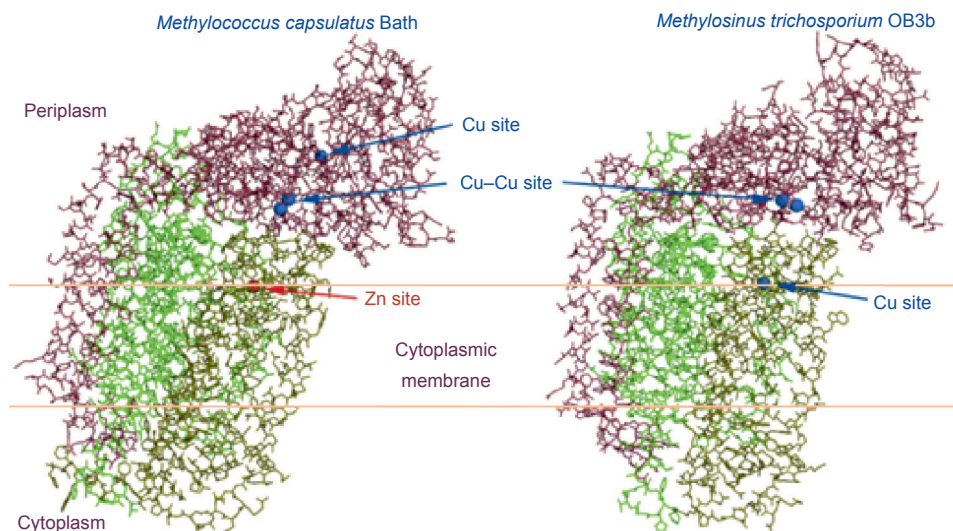 Methylococcus capsulatus Bath
Methylosinus trichosporium OB3b
Periplasm
Cu site
Cu–Cu site
Zn site
Cu site
Cytoplasmic
membrane
Cytoplasm